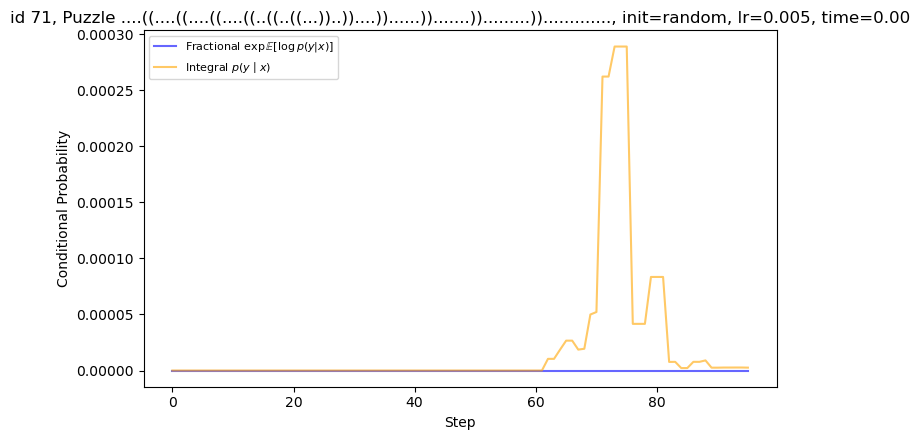 id 71, Puzzle ....((....((....((....((..((..((...))..))....))......)).......)).........))............., init=random, lr=0.005, time=0.00
Fractional exp𝔼[log p(y|x)]
Integral p(y | x)
0.00030
0.00025
0.00020
0.00015
0.00010
0.00005
0.00000
Conditional Probability
0 20 40 60 80
Step